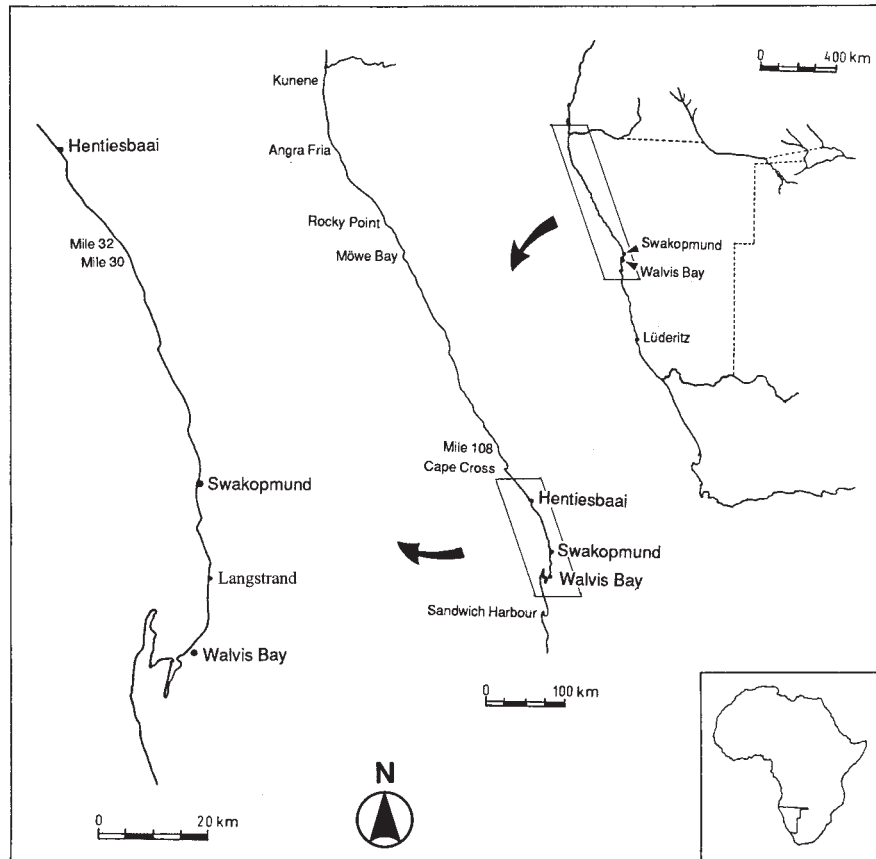 Hentiesbaai
Mile 32
Mile 30
Swakopmund
Langstrand
Walvis Bay
0 20 km
Kunene
Angra Fria
Rocky Point
Möwe Bay
Mile 108
Cape Cross
Hentiesbaai
Swakopmund
Walvis Bay
Sandwich Harbour
0 100 km
N
0 400 km
Swakopmund
Walvis Bay
Lüderitz